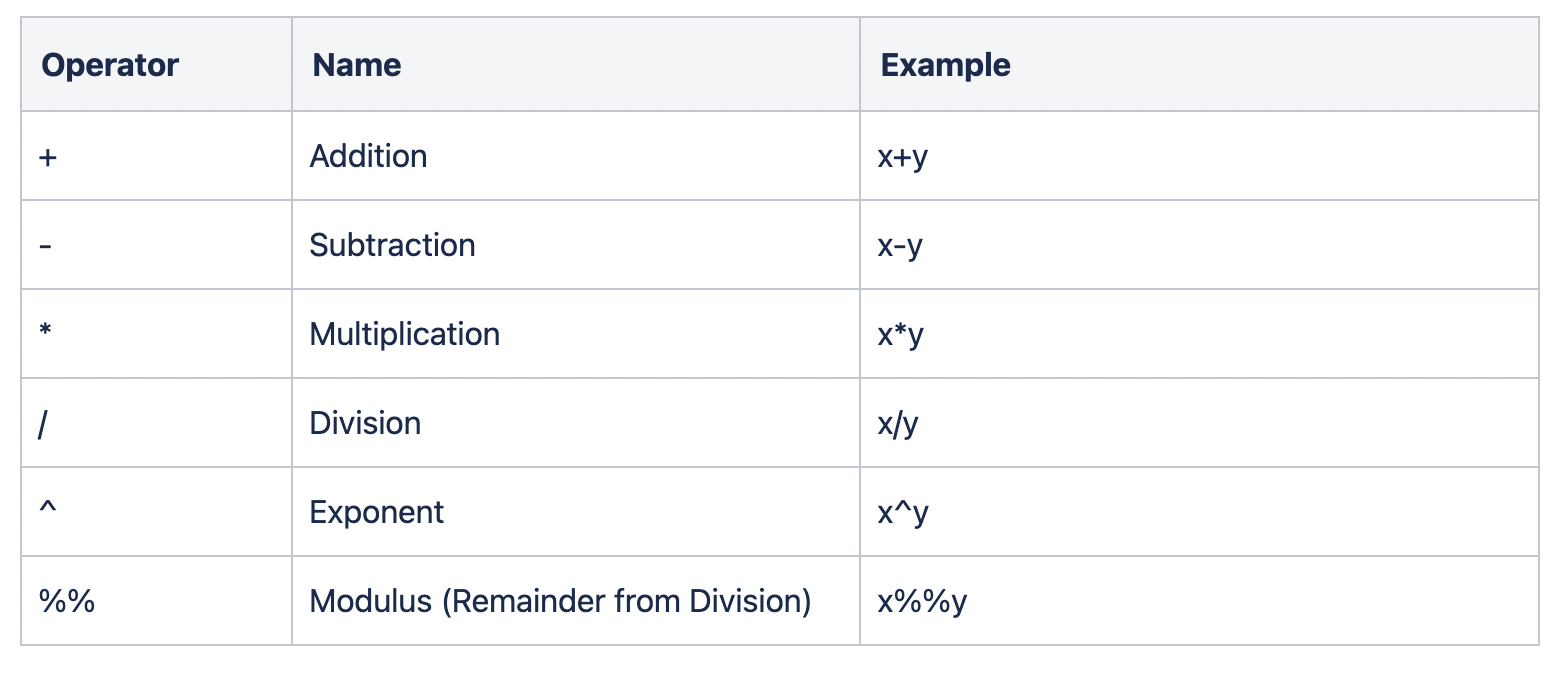 Operator Name Example
+ Addition x+y
- Subtraction x-y
* Multiplication x*y
/ Division x/y
^ Exponent x^y
%% Modulus (Remainder from Division) x%%y